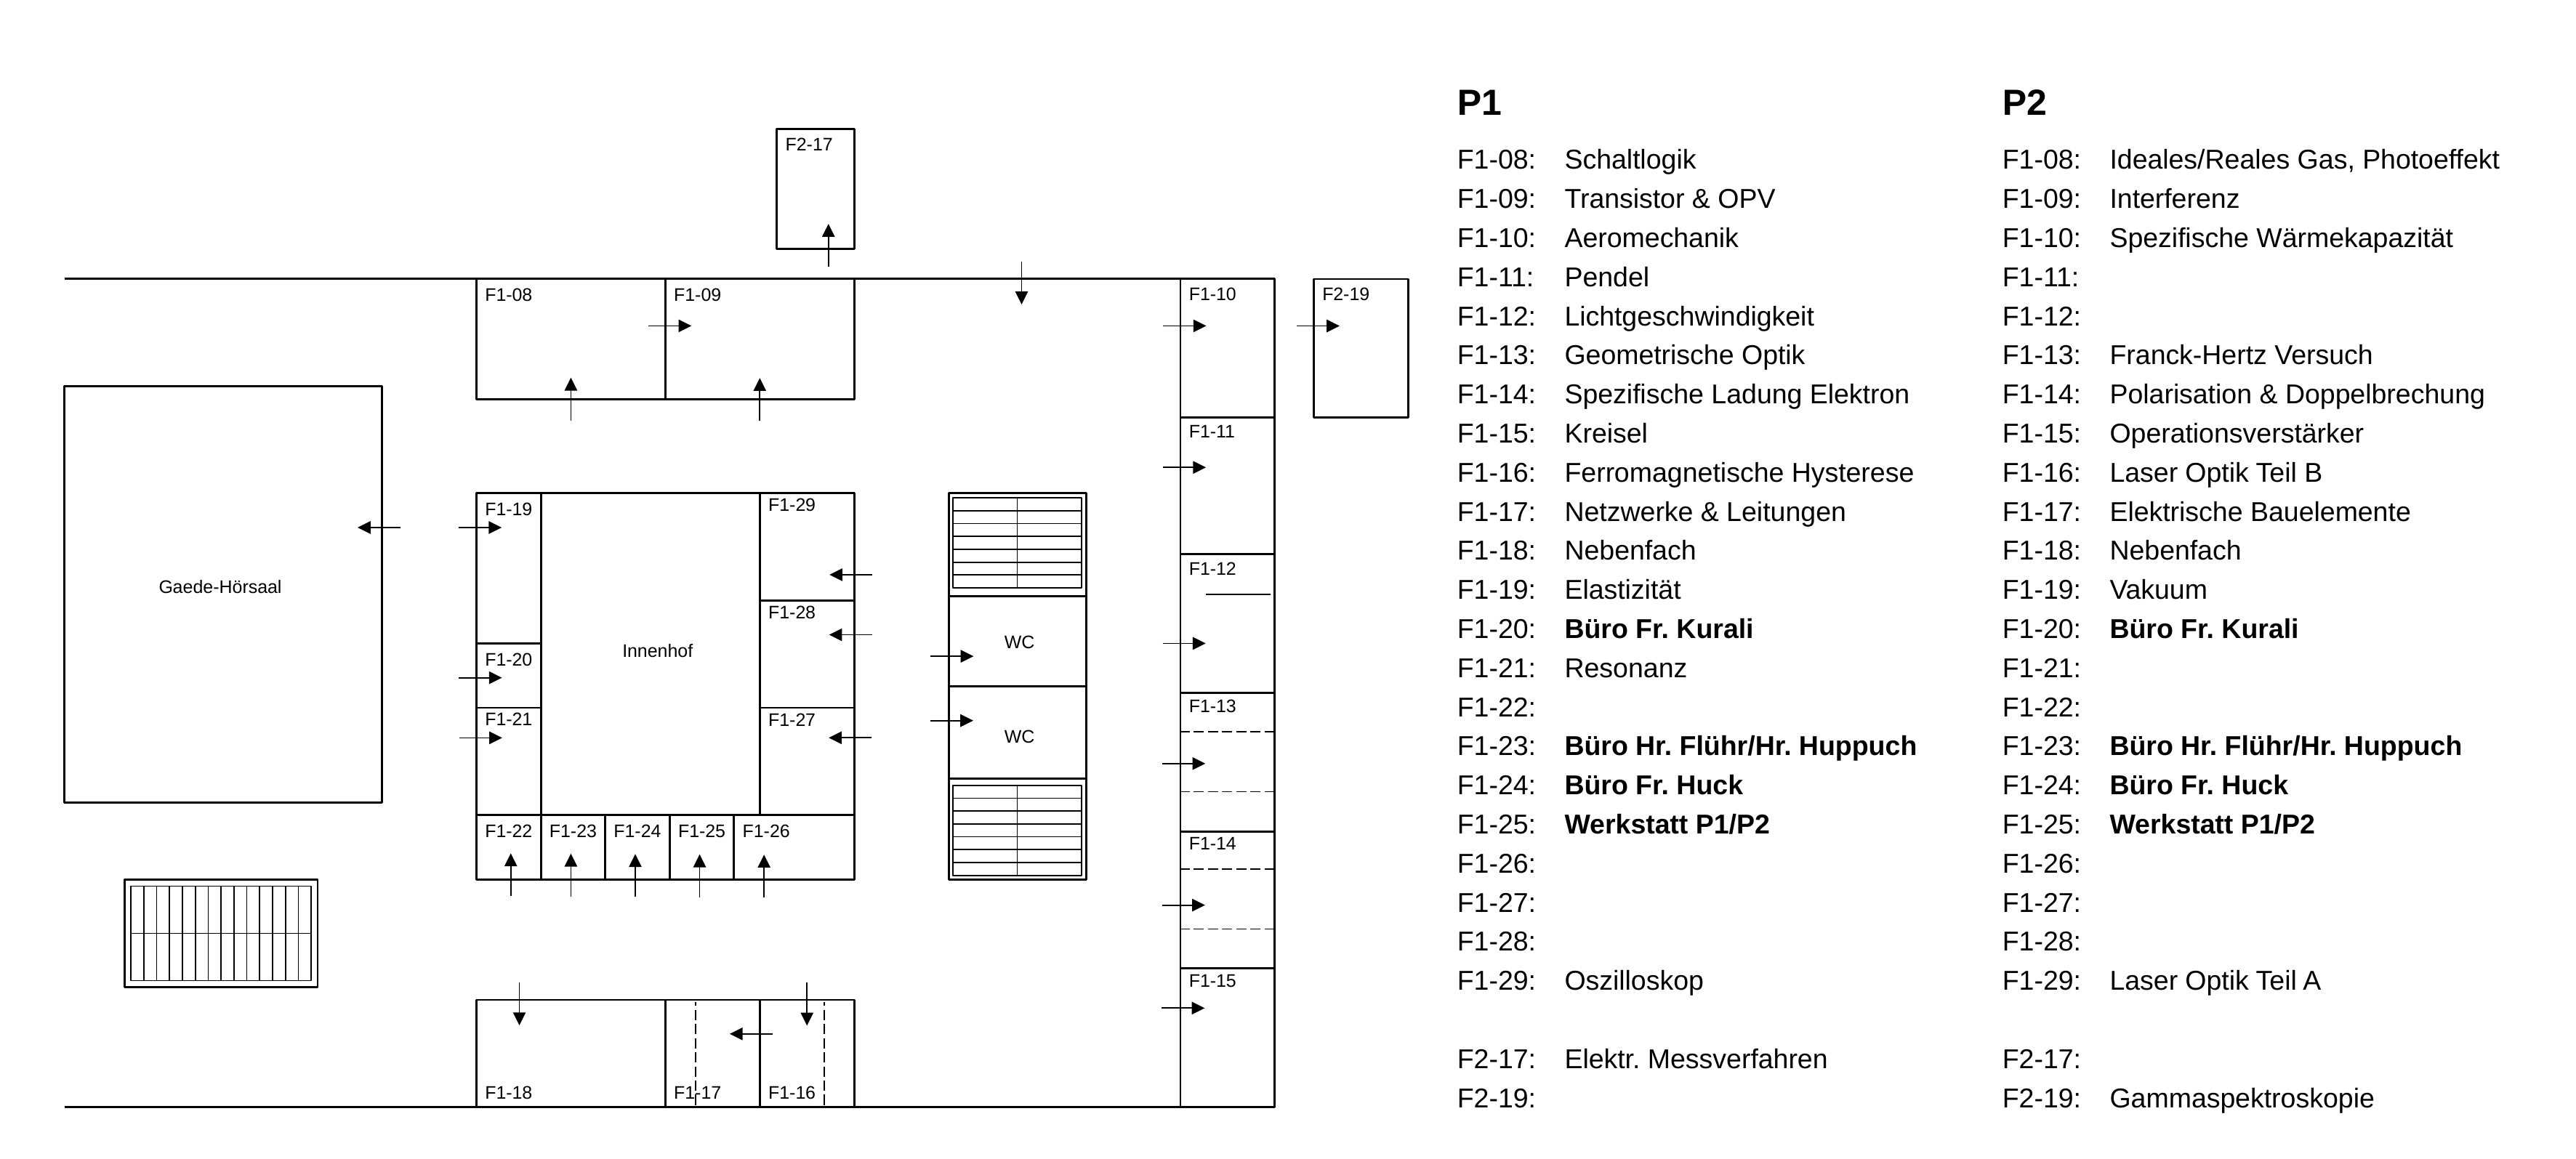 F2-17
F1-08
F1-09
F1-10
F2-19
F1-11
F1-19
F1-29
Gaede-Hörsaal
F1-12
F1-28
WC
Innenhof
F1-20
F1-21
F1-27
F1-13
WC
F1-22
F1-23
F1-24
F1-25
F1-26
F1-14
F1-15
F1-18
F1-17
F1-16
P1
F1-08: Schaltlogik
F1-09: Transistor & OPV
F1-10: Aeromechanik
F1-11: Pendel
F1-12: Lichtgeschwindigkeit
F1-13: Geometrische Optik
F1-14: Spezifische Ladung Elektron
F1-15: Kreisel
F1-16: Ferromagnetische Hysterese
F1-17: Netzwerke & Leitungen
F1-18: Nebenfach
F1-19: Elastizität
F1-20: Büro Fr. Kurali
F1-21: Resonanz
F1-22:
F1-23: Büro Hr. Flühr/Hr. Huppuch
F1-24: Büro Fr. Huck
F1-25: Werkstatt P1/P2
F1-26:
F1-27:
F1-28:
F1-29: Oszilloskop
F2-17: Elektr. Messverfahren
F2-19:
P2
F1-08: Ideales/Reales Gas, Photoeffekt
F1-09: Interferenz
F1-10: Spezifische Wärmekapazität
F1-11:
F1-12:
F1-13: Franck-Hertz Versuch
F1-14: Polarisation & Doppelbrechung
F1-15: Operationsverstärker
F1-16: Laser Optik Teil B
F1-17: Elektrische Bauelemente
F1-18: Nebenfach
F1-19: Vakuum
F1-20: Büro Fr. Kurali
F1-21:
F1-22:
F1-23: Büro Hr. Flühr/Hr. Huppuch
F1-24: Büro Fr. Huck
F1-25: Werkstatt P1/P2
F1-26:
F1-27:
F1-28:
F1-29: Laser Optik Teil A
F2-17:
F2-19: Gammaspektroskopie